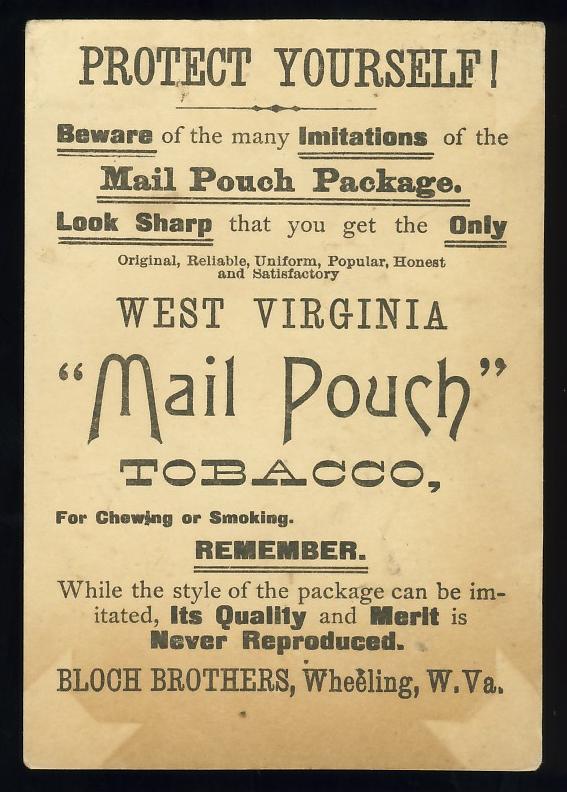 PROTECT YOURSELF!
Beware of the many Imitations of the
Mail Pouch Package.
Look Sharp that you get the Only
Original, Reliable, Uniform, Popular, Honest
and Satisfactory
WEST VIRGINIA
“Mail Pouch”
TOBACCO,
For Chewing or Smoking.
REMEMBER.
While the style of the package can be im-
itated, Its Quality and Merit is
Never Reproduced.
BLOCH BROTHERS, Wheeling, W.Va.